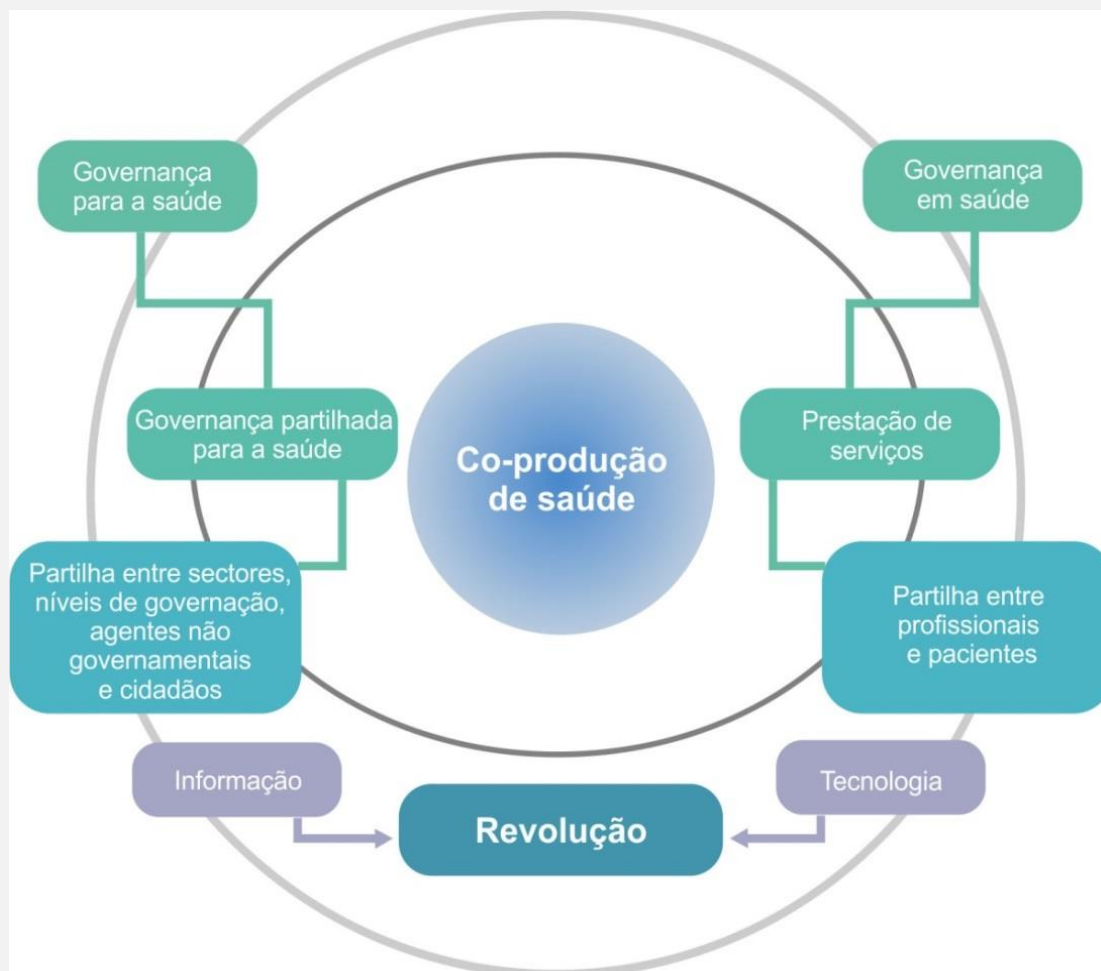 Governança
para a saúde
Governança
em saúde
Governança partilhada
para a saúde
Co-produção
de saúde
Prestação de
serviços
Partilha entre sectores,
níveis de governação,
agentes não
governamentais
e cidadãos
Partilha entre
profissionais
e pacientes
Informação
Tecnologia
Revolução